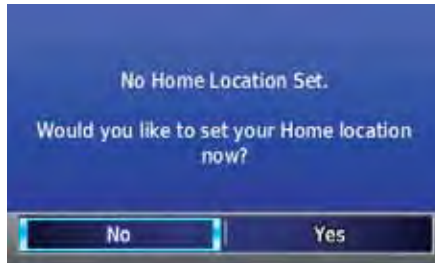 No Home Location Set.
Would you like to set your Home location
now?
No
Yes